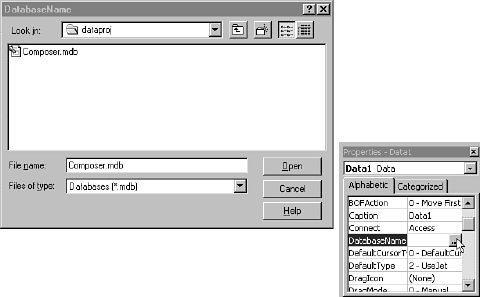 DatabaseName
Look in: dataproj
Composer.mdb
File name: Composer.mdb Open
Files of type: Databases (*.mdb) Cancel
Help
Properties - Data1
Data1 Data
Alphabetic Categorized
BOFAction 0 - Move First
Caption Data1
Connect Access
DatabaseName ...
DefaultCursorT 0 - DefaultCur
DefaultType 2 - UseJet
DragIcon (None)
DragMode 0 - Manual